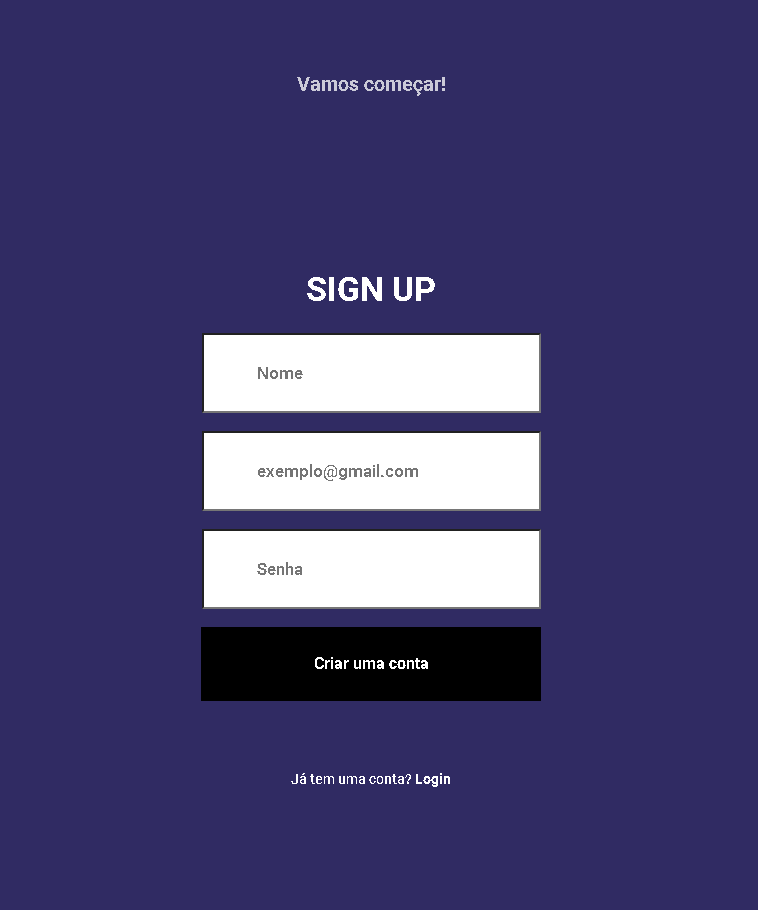 Vamos começar!
SIGN UP
Nome
exemplo@gmail.com
Senha
Criar uma conta
Já tem uma conta? Login